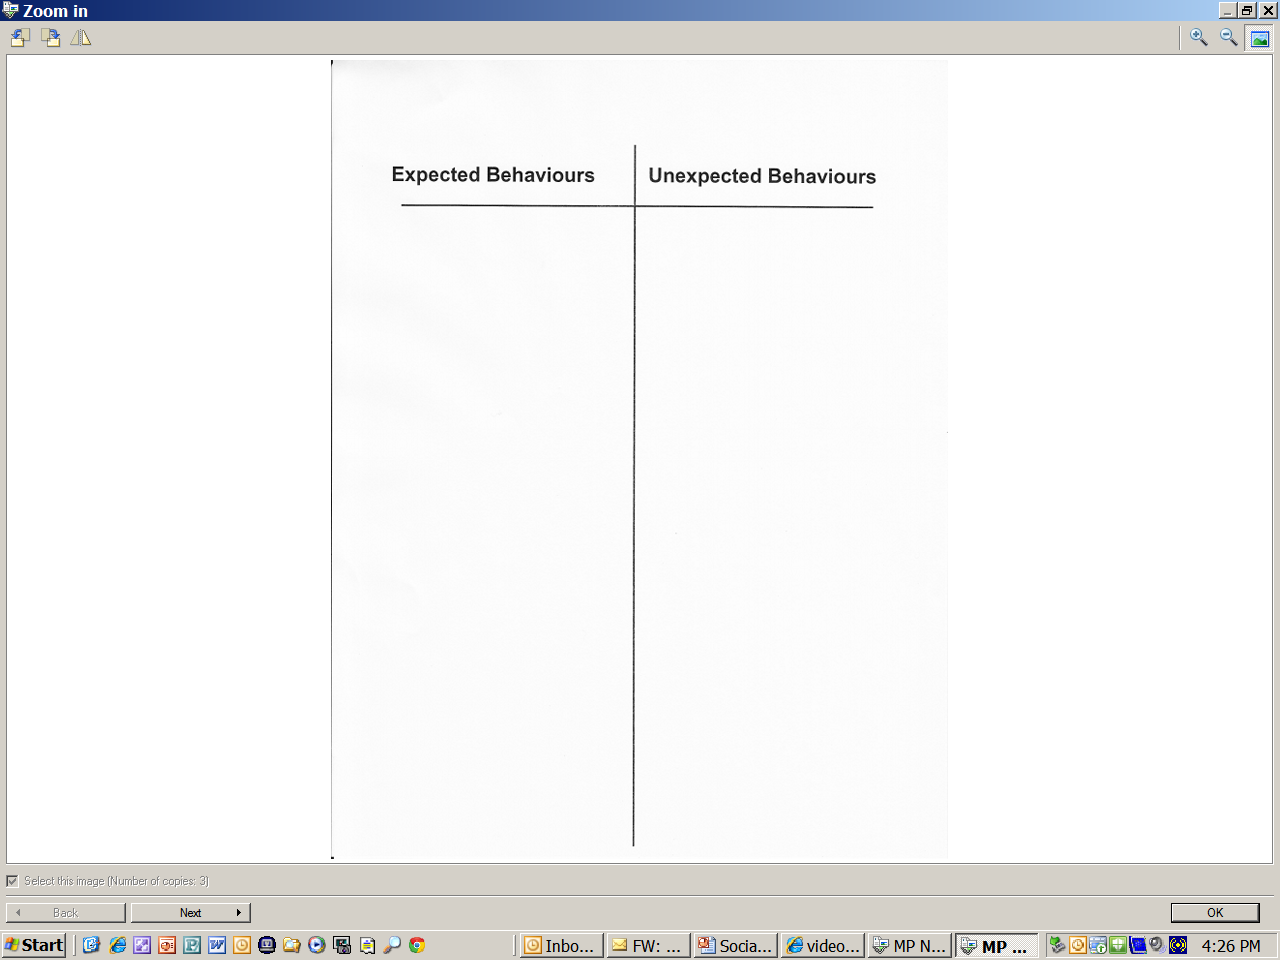 Zoom in
Expected Behaviours
Unexpected Behaviours
Select this image (Number of copies: 3)
Back
Next
OK
Start
Inbo...
FW: ...
Socia...
video...
MP N...
MP ...
4:26 PM